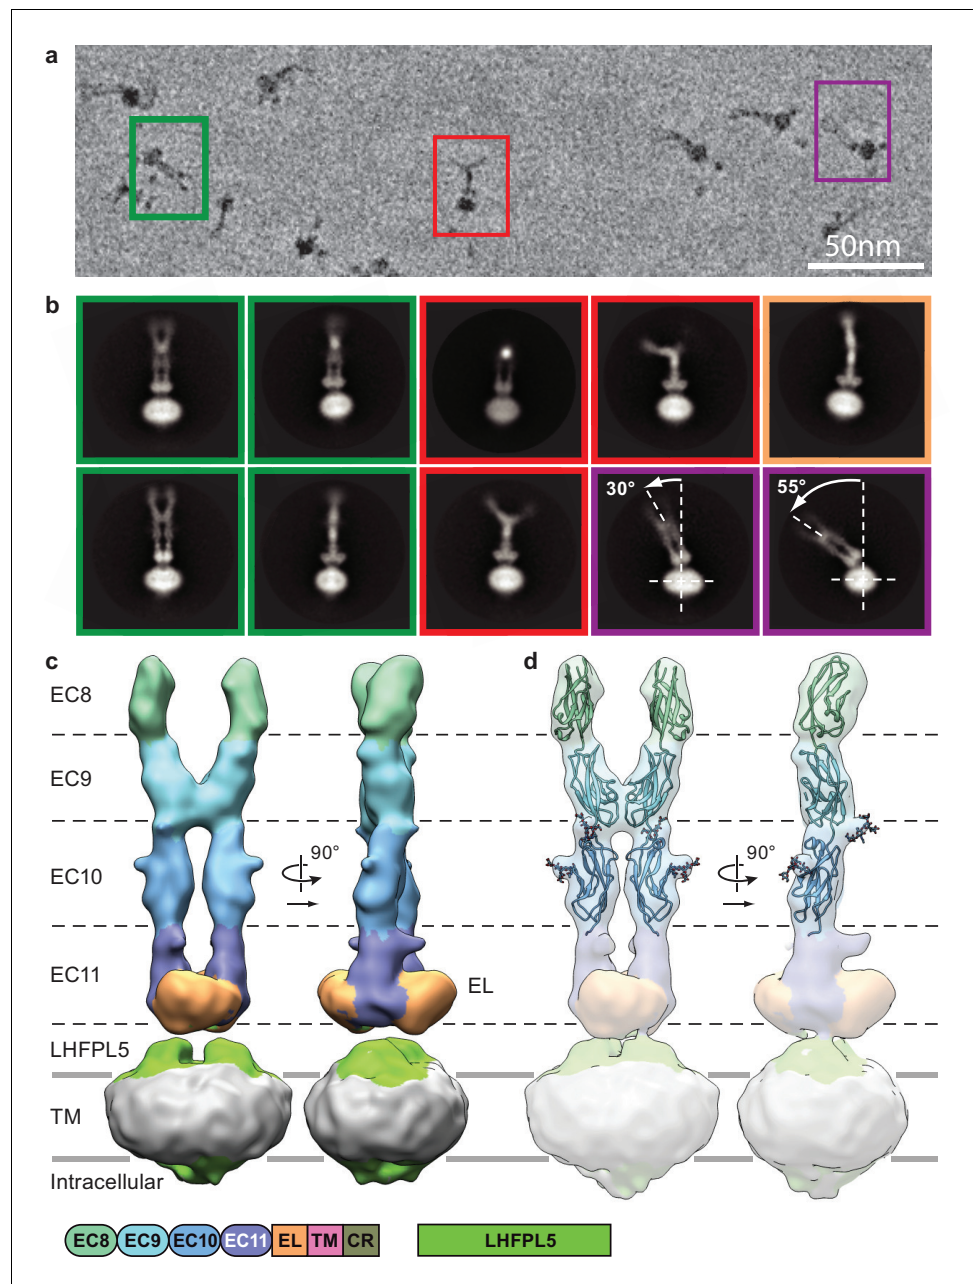 a
50nm
b
30°
55°
c
d
EC8
EC9
EC10
90°
90°
EC11
EL
LHFPL5
TM
Intracellular
EC8 EC9 EC10 EC11 EL TM CR LHFPL5